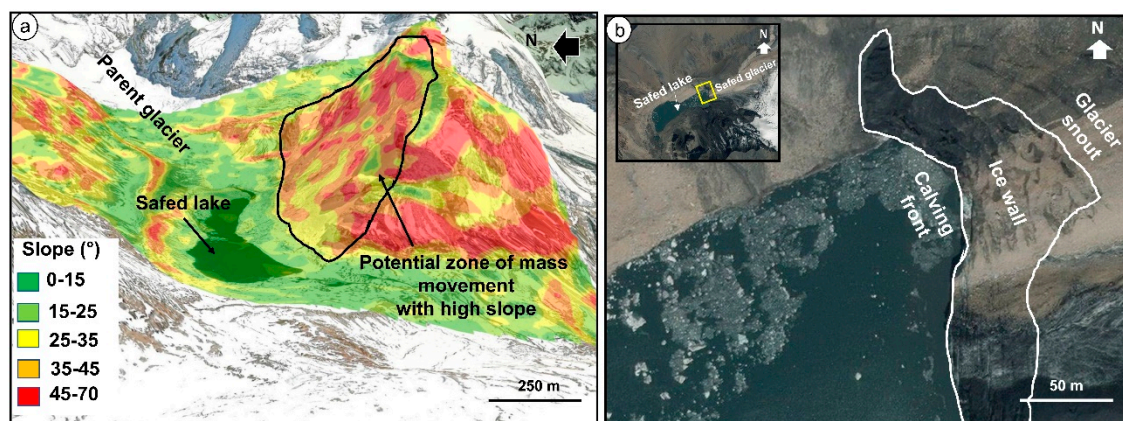 a
N
Parent glacier
Safed lake
Potential zone of mass
movement
with high slope
Slope (°)
0-15
15-25
25-35
35-45
45-70
250 m
b
N
Safed lake
Safed glacier
N
Glacier
snout
Ice wall
Calving
front
50 m